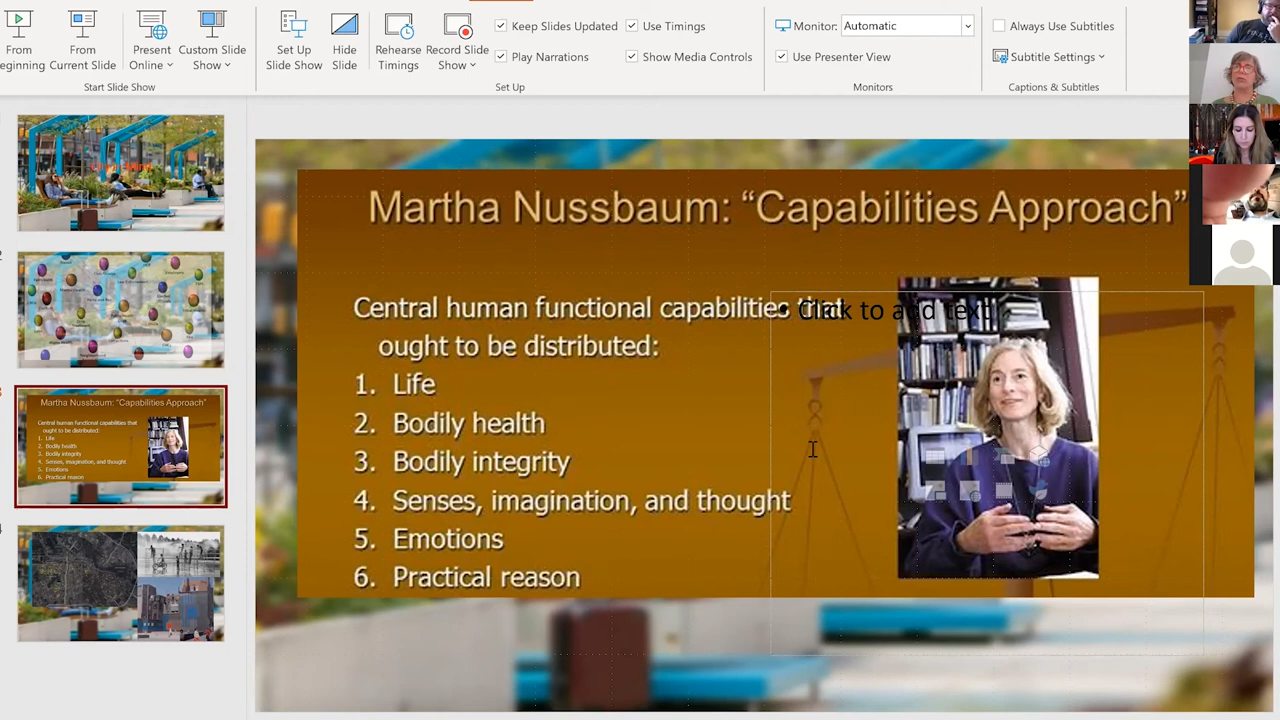 From
eginning
From
Current Slide
Present
Online
Custom Slide
Show
Start Slide Show
Set Up
Slide Show
Hide
Slide
Rehearse
Timings
Record Slide
Show
Keep Slides Updated
Use Timings
Play Narrations
Show Media Controls
Set Up
Monitor: Automatic
Use Presenter View
Monitors
Always Use Subtitles
Subtitle Settings
Captions & Subtitles
2
Martha Nussbaum: “Capabilities Approach”
Central human functional capabilities that
ought to be distributed:
1. Life
2. Bodily health
3. Bodily integrity
4. Senses, imagination, and thought
5. Emotions
6. Practical reason
4
Martha Nussbaum: “Capabilities Approach”
Central human functional capabilities that
• Click to add text
ought to be distributed:
1. Life
2. Bodily health
3. Bodily integrity
4. Senses, imagination, and thought
5. Emotions
6. Practical reason